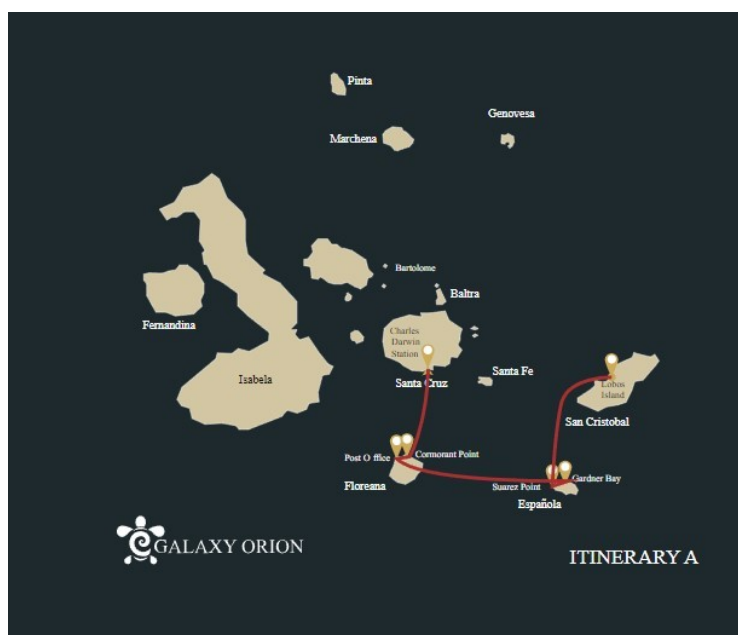 Pinta
Genovesa
Marchena
Bartolome
Baltra
Fernandina
Charles
Darwin
Station
Isabela
Santa Cruz
Santa Fe
Lobos
Island
San Cristobal
Post O ffice
Cormorant Point
Floreana
Suarez Point
Gardner Bay
Española
GALAXY ORION
ITINERARY A